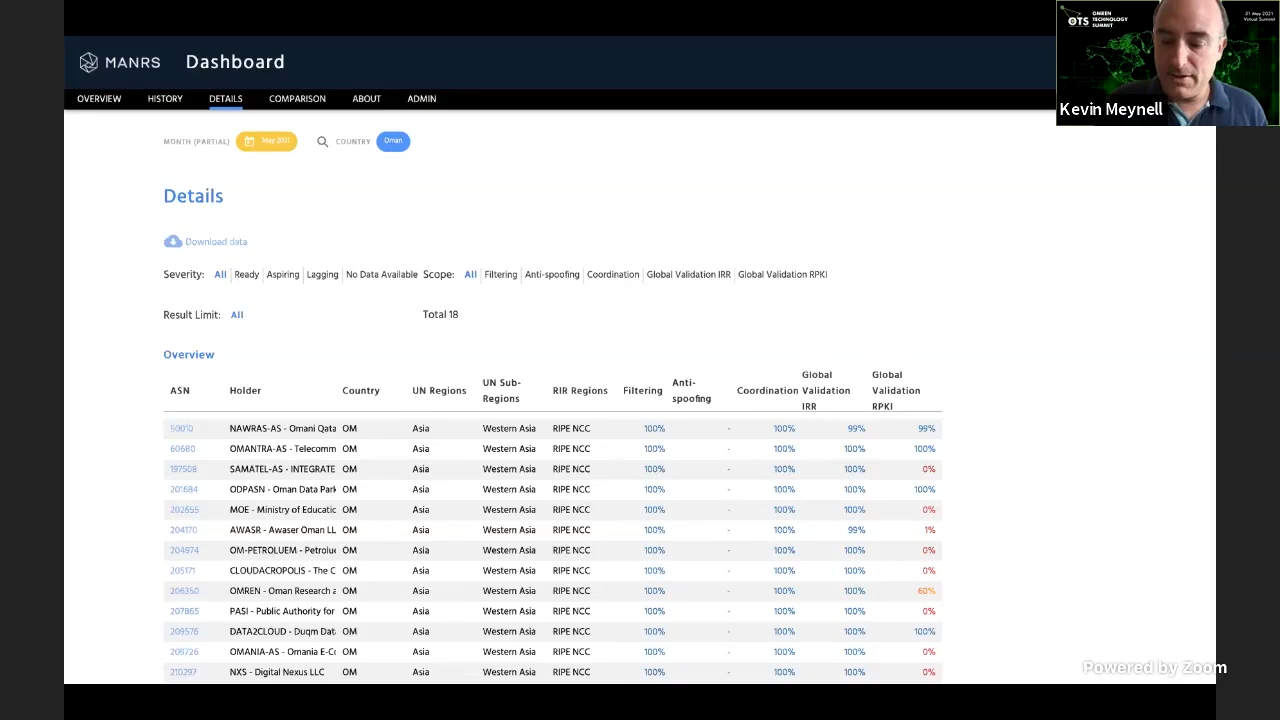 MANRS Dashboard
OTS OMREN TECHNOLOGY SUMMIT
31 May 2021
Virtual Summit
Kevin Meynell
OVERVIEW HISTORY DETAILS COMPARISON ABOUT ADMIN
MONTH (PARTIAL) May 2021 COUNTRY Oman
Details
Download data
Severity: All Ready Aspiring Lagging No Data Available Scope: All Filtering Anti-spoofing Coordination Global Validation IRR Global Validation RPKI
Result Limit: All Total 18
Overview
ASN Holder Country UN Regions UN Sub-Regions RIR Regions Filtering Anti-spoofing Coordination Global Validation IRR Global Validation RPKI
50010 NAWRAS-AS - Omani Qata OM Asia Western Asia RIPE NCC 100% - 100% 99% 99%
60680 OMANTRA-AS - Telecomm OM Asia Western Asia RIPE NCC 100% - 100% 100% 100%
197508 SAMATEL-AS - INTEGRATE OM Asia Western Asia RIPE NCC 100% - 100% 100% 0%
201684 ODPASN - Oman Data Park OM Asia Western Asia RIPE NCC 100% - 100% 100% 100%
202655 MOE - Ministry of Educatic OM Asia Western Asia RIPE NCC 100% - 100% 100% 0%
204170 AWASR - Awaser Oman LL OM Asia Western Asia RIPE NCC 100% - 100% 99% 1%
204974 OM-PETROLUEM - Petrolu OM Asia Western Asia RIPE NCC 100% - 100% 100% 0%
205171 CLOUDACROPOLIS - The C OM Asia Western Asia RIPE NCC 100% - 100% 100% 0%
206350 OMREN - Oman Research a OM Asia Western Asia RIPE NCC 100% - 100% 100% 60%
207865 PASI - Public Authority for OM Asia Western Asia RIPE NCC 100% - 100% 100% 0%
209576 DATA2CLOUD - Duqm Dat OM Asia Western Asia RIPE NCC 100% - 100% 100% 100%
209726 OMANIA-AS - Omania E-C OM Asia Western Asia RIPE NCC 100% - 100% 100% 0%
210297 NXS - Digital Nexus LLC OM Asia Western Asia RIPE NCC 100% - 100% 100% 0%
Powered by Zoom